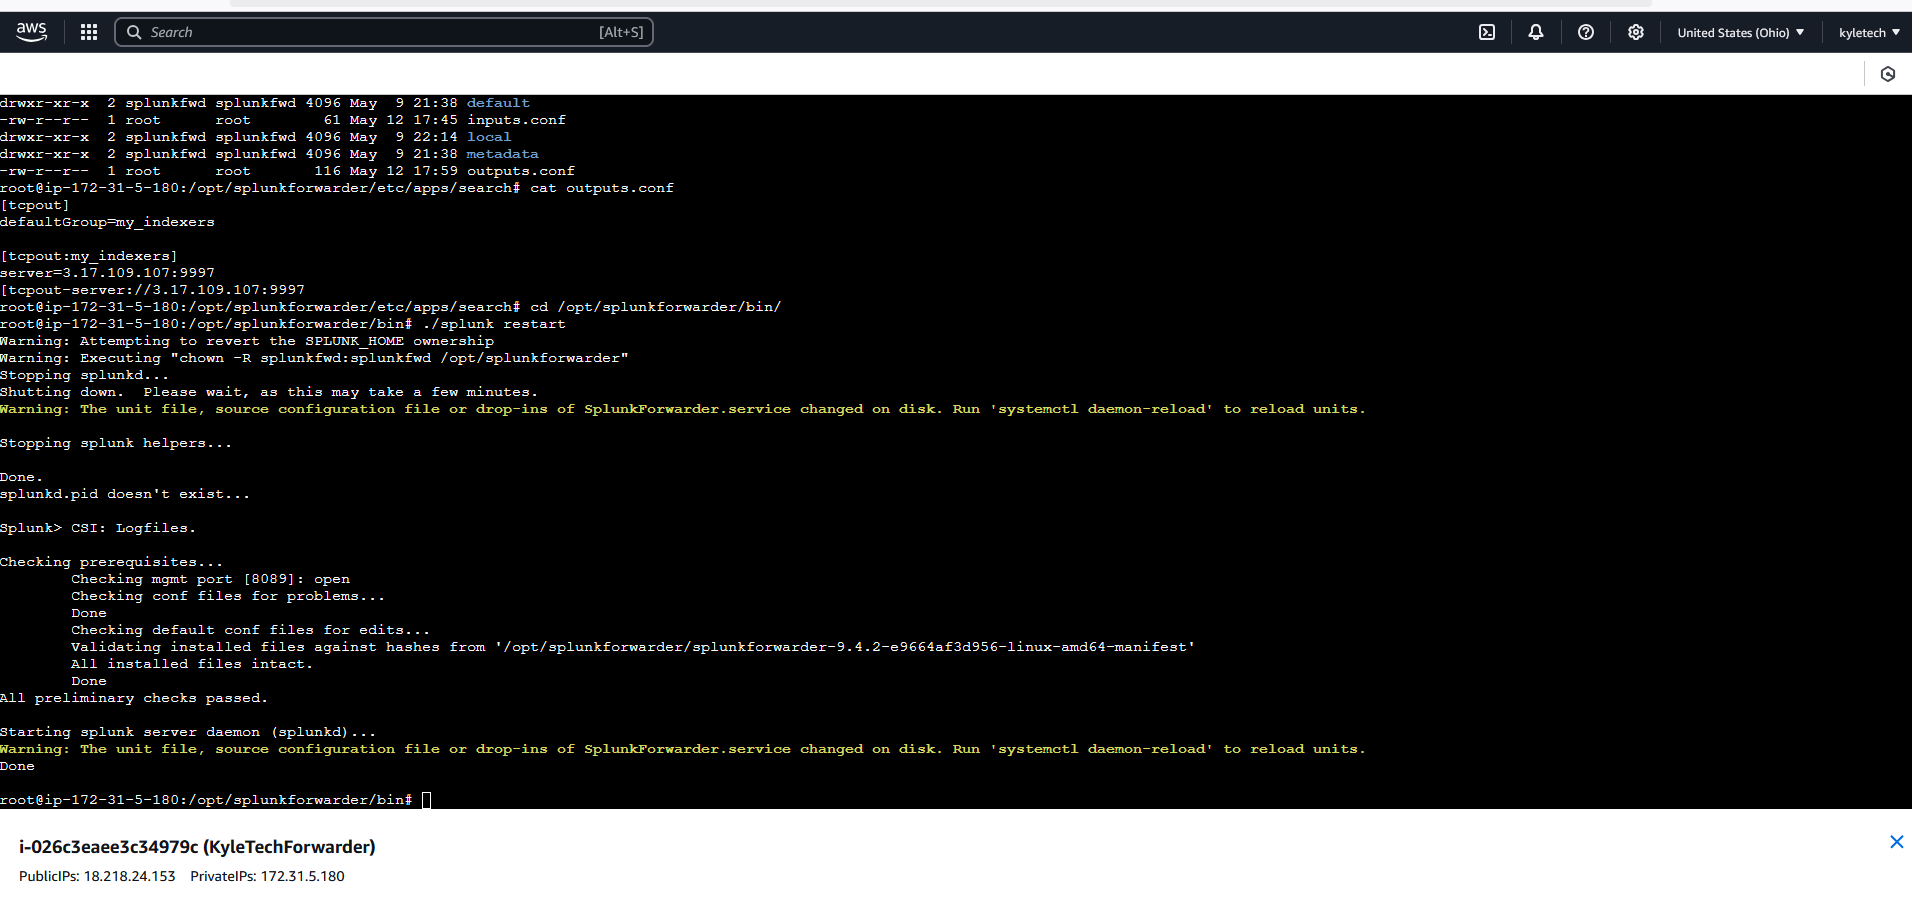 aws
Search [Alt+S]
United States (Ohio)
kyletech
drwxr-xr-x  2 splunkfwd splunkfwd 4096 May  9 21:38 default
-rw-r--r--  1 root      root        61 May 12 17:45 inputs.conf
drwxr-xr-x  2 splunkfwd splunkfwd 4096 May  9 22:14 local
drwxr-xr-x  2 splunkfwd splunkfwd 4096 May  9 21:38 metadata
-rw-r--r--  1 root      root       116 May 12 17:59 outputs.conf
root@ip-172-31-5-180:/opt/splunkforwarder/etc/apps/search# cat outputs.conf
[tcpout]
defaultGroup=my_indexers
[tcpout:my_indexers]
server=3.17.109.107:9997
[tcpout-server://3.17.109.107:9997
root@ip-172-31-5-180:/opt/splunkforwarder/etc/apps/search# cd /opt/splunkforwarder/bin/
root@ip-172-31-5-180:/opt/splunkforwarder/bin# ./splunk restart
Warning: Attempting to revert the SPLUNK_HOME ownership
Warning: Executing "chown -R splunkfwd:splunkfwd /opt/splunkforwarder"
Stopping splunkd...
Shutting down.  Please wait, as this may take a few minutes.
Warning: The unit file, source configuration file or drop-ins of SplunkForwarder.service changed on disk. Run 'systemctl daemon-reload' to reload units.
Stopping splunk helpers...
Done.
splunkd.pid doesn't exist...
Splunk> CSI: Logfiles.
Checking prerequisites...
Checking mgmt port [8089]: open
Checking conf files for problems...
Done
Checking default conf files for edits...
Validating installed files against hashes from '/opt/splunkforwarder/splunkforwarder-9.4.2-e9664af3d956-linux-amd64-manifest'
All installed files intact.
Done
All preliminary checks passed.
Starting splunk server daemon (splunkd)...
Warning: The unit file, source configuration file or drop-ins of SplunkForwarder.service changed on disk. Run 'systemctl daemon-reload' to reload units.
Done
root@ip-172-31-5-180:/opt/splunkforwarder/bin#
i-026c3eaee3c34979c (KyleTechForwarder)
PublicIPs: 18.218.24.153 PrivateIPs: 172.31.5.180